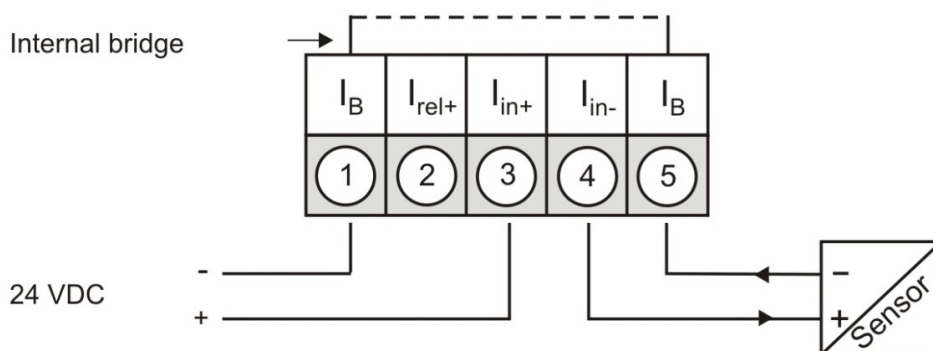 Internal bridge
I_B I_rel+ I_in+ I_in- I_B
1 2 3 4 5
24 VDC
-
+
-
+
Sensor